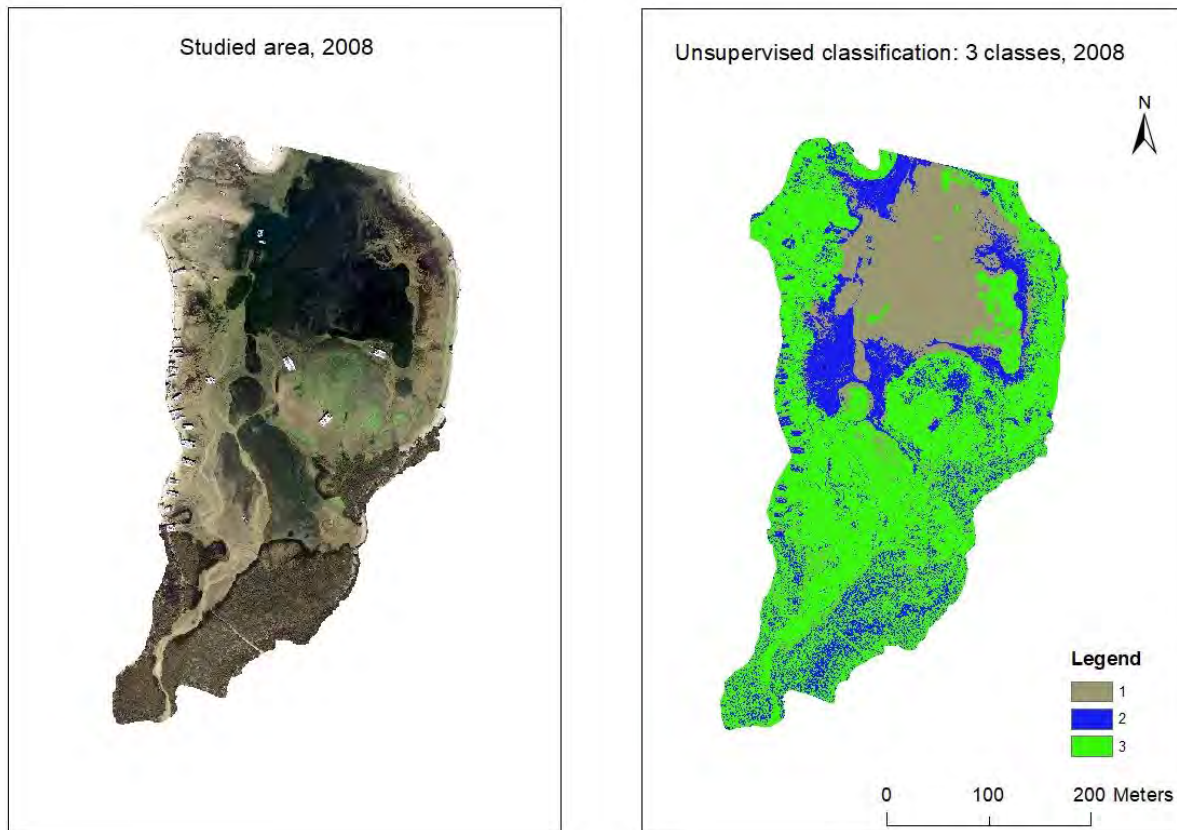 Studied area, 2008
Unsupervised classification: 3 classes, 2008
N
Legend
1
2
3
0 100 200 Meters